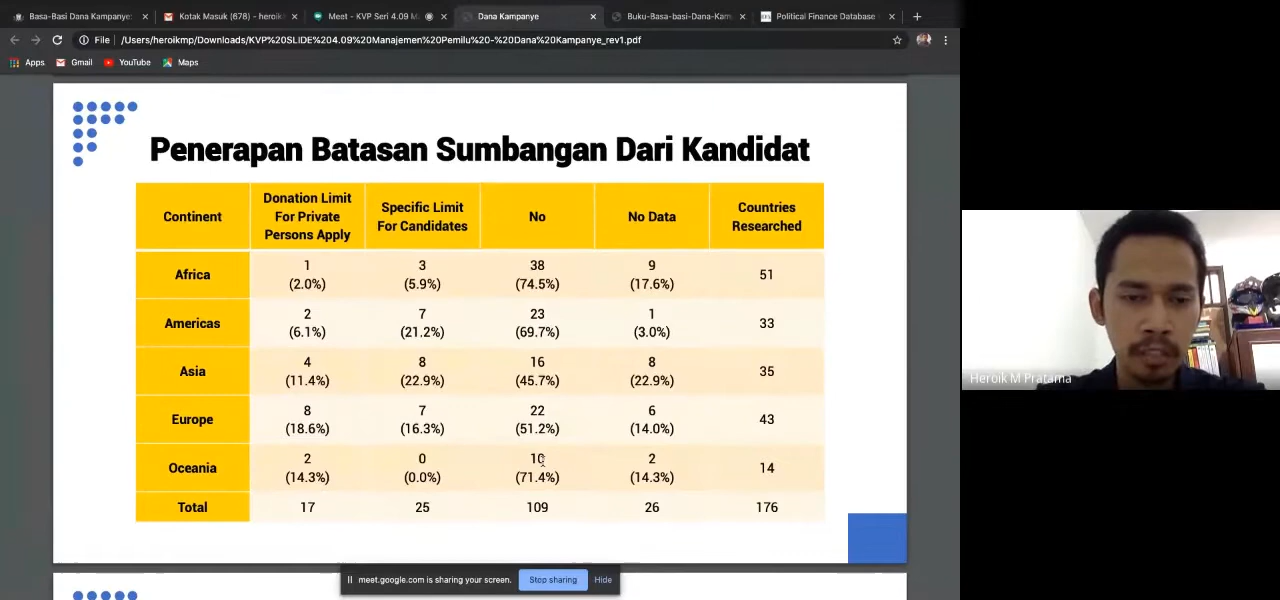 Basa-Basi Dana Kampanye:
Kotak Masuk (678) - heroik
Meet - KVP Seri 4.09 M
Dana Kampanye
Buku-Basa-basi-Dana-Kam
Political Finance Database
File
/Users/heroikmp/Downloads/KVP%20SLIDE%204.09%20Manajemen%20Pemilu%20-%20Dana%20Kampanye_rev1.pdf
Apps Gmail YouTube Maps
Penerapan Batasan Sumbangan Dari Kandidat
Continent
Donation Limit
For Private
Persons Apply
Specific Limit
For Candidates
No
No Data
Countries
Researched
Africa
1
(2.0%)
3
(5.9%)
38
(74.5%)
9
(17.6%)
51
Americas
2
(6.1%)
7
(21.2%)
23
(69.7%)
1
(3.0%)
33
Asia
4
(11.4%)
8
(22.9%)
16
(45.7%)
8
(22.9%)
35
Europe
8
(18.6%)
7
(16.3%)
22
(51.2%)
6
(14.0%)
43
Oceania
2
(14.3%)
0
(0.0%)
10
(71.4%)
2
(14.3%)
14
Total 17 25 109 26 176
meet.google.com is sharing your screen. Stop sharing Hide
Heroik M Pratama